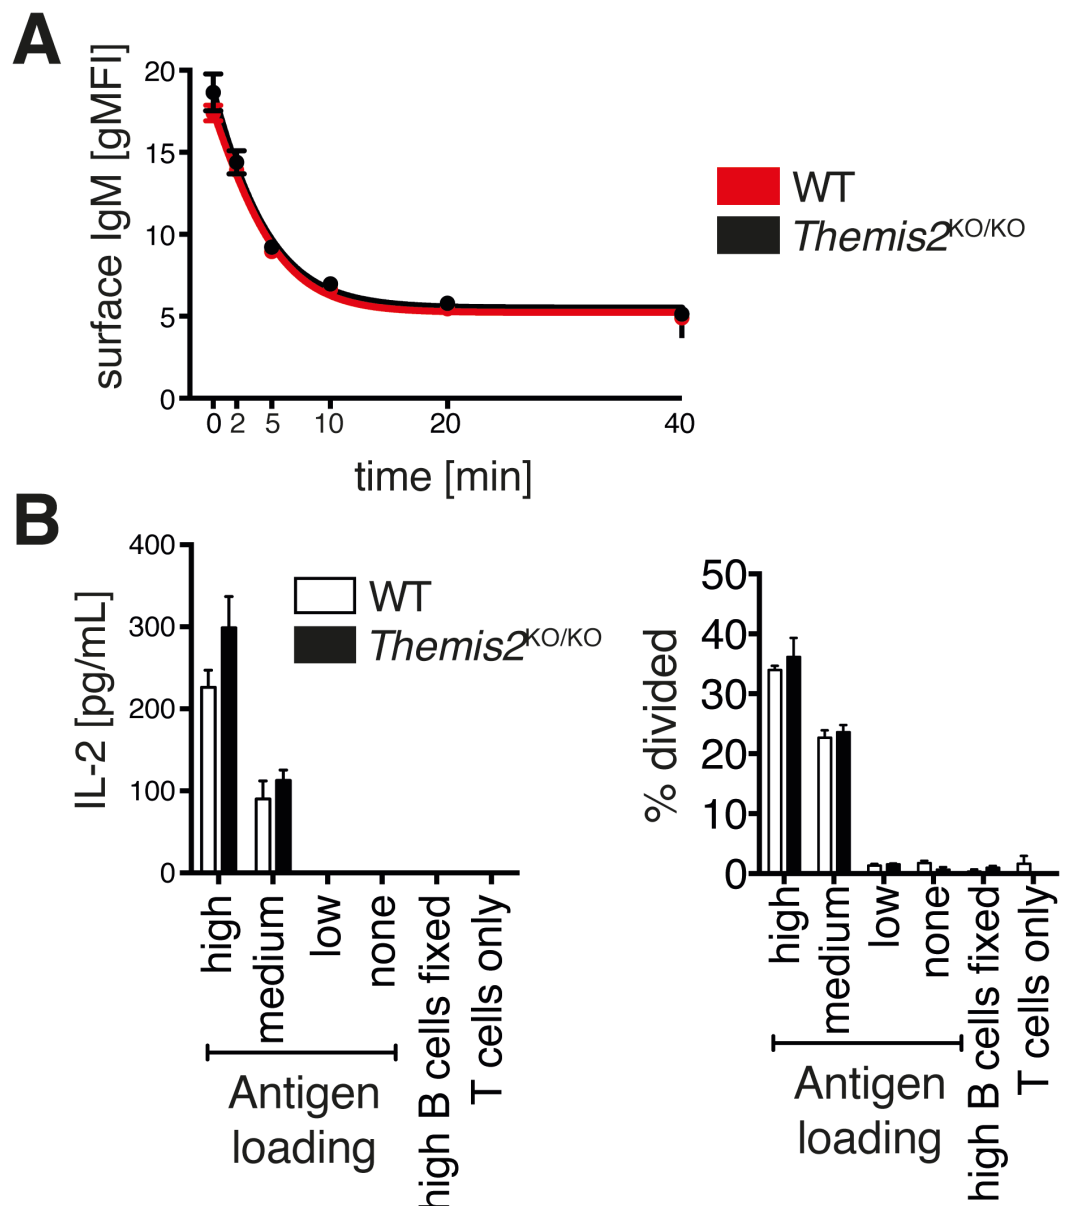 A
surface IgM [gMFI]
20
15
10
5
0
0 2 5 10 20 40
time [min]
WT
Themis2KO/KO
B
IL-2 [pg/mL]
400
300
200
100
0
WT
Themis2KO/KO
high
medium
low
none
high B cells fixed
T cells only
Antigen
loading
% divided
50
40
30
20
10
0
high
medium
low
none
high B cells fixed
T cells only
Antigen
loading